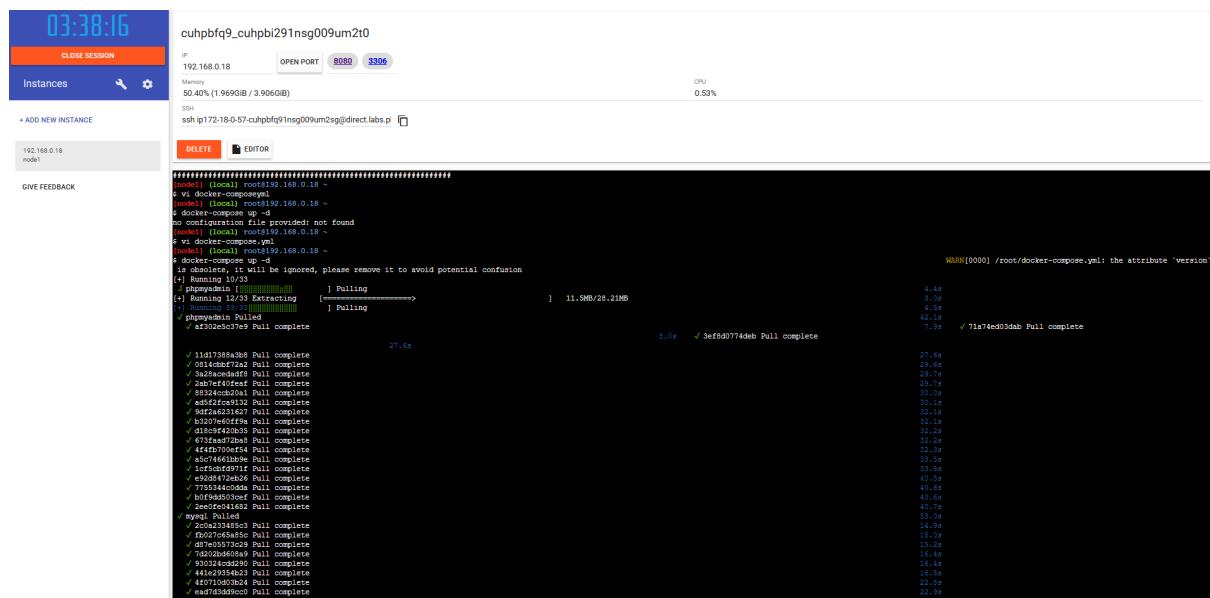 03:38:16
CLOSE SESSION
Instances
+ ADD NEW INSTANCE
192.168.0.18
node1
GIVE FEEDBACK
cuhpbfq9_cuhpbi291nsg009um2t0
IP
192.168.0.18
OPEN PORT
8080
3306
Memory
50.40% (1.969GiB / 3.906GiB)
CPU
0.53%
SSH
ssh ip172-18-0-57-cuhpbfq91nsg009um2sg@direct.labs.pl
DELETE
EDITOR
###############################################################
[node1] (local) root@192.168.0.18 ~
$ vi docker-composeyml
[node1] (local) root@192.168.0.18 ~
$ docker-compose up -d
no configuration file provided: not found
[node1] (local) root@192.168.0.18 ~
$ vi docker-compose.yml
[node1] (local) root@192.168.0.18 ~
$ docker-compose up -d WARN[0000] /root/docker-compose.yml: the attribute `version`
is obsolete, it will be ignored, please remove it to avoid potential confusion
[+] Running 10/33
phpmyadmin [ ] Pulling 4.4s
[+] Running 12/33 Extracting [====================> ] 11.5MB/28.21MB 3.0s
[+] Running 33/33 ] Pulling 4.5s
✓ phpmyadmin Pulled 42.1s
✓ af302e5c37e9 Pull complete 7.9s ✓ 71a74ed03dab Pull complete
8.0s ✓ 3ef8d0774deb Pull complete
27.6s
✓ 11d17388a3b8 Pull complete 27.6s
✓ 0814cbbf72a2 Pull complete 29.6s
✓ 3a28acedadf8 Pull complete 29.7s
✓ 2ab7ef40feaf Pull complete 29.7s
✓ 88324ccb20a1 Pull complete 30.0s
✓ ad5f2fca9132 Pull complete 30.1s
✓ 9df2a6231627 Pull complete 32.1s
✓ b3207e60ff9a Pull complete 32.1s
✓ d18c9f420b35 Pull complete 32.2s
✓ 673faad72ba8 Pull complete 32.2s
✓ 4f4fb700ef54 Pull complete 32.3s
✓ a5c74661bb9e Pull complete 33.5s
✓ 1cf5cbfd971f Pull complete 33.5s
✓ e92d8472eb26 Pull complete 40.5s
✓ 7755344c0dda Pull complete 40.6s
✓ b0f9dd503cef Pull complete 40.6s
✓ 2ee0fe041682 Pull complete 40.7s
✓ mysql Pulled 53.0s
✓ 2c0a233485c3 Pull complete 14.9s
✓ fb027c65a85c Pull complete 15.0s
✓ d87e05573c29 Pull complete 15.2s
✓ 7d202bd608a9 Pull complete 16.4s
✓ 930324cdd290 Pull complete 16.4s
✓ 441e29354b23 Pull complete 16.8s
✓ 4f0710d03b24 Pull complete 22.8s
✓ ead7d3dd9cc0 Pull complete 22.9s